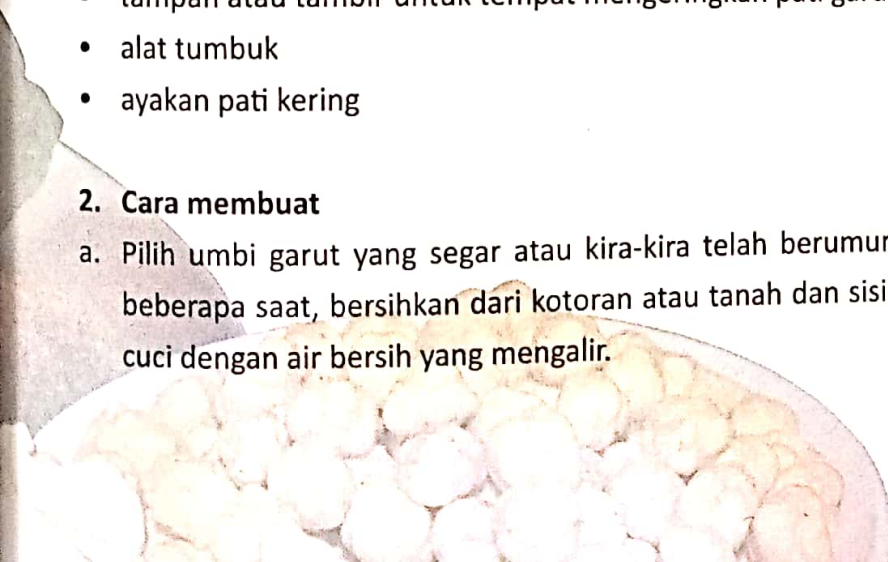 • alat tumbuk
• ayakan pati kering
2. Cara membuat
a. Pilih umbi garut yang segar atau kira-kira telah berumur
beberapa saat, bersihkan dari kotoran atau tanah dan sisi
cuci dengan air bersih yang mengalir.